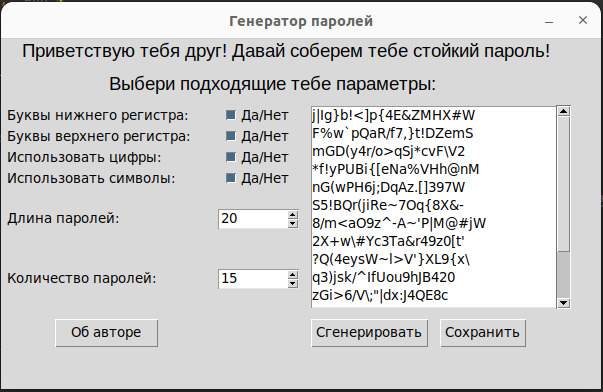 Генератор паролей
Приветствую тебя друг! Давай соберем тебе стойкий пароль!
Выбери подходящие тебе параметры:
Буквы нижнего регистра: Да/Нет
Буквы верхнего регистра: Да/Нет
Использовать цифры: Да/Нет
Использовать символы: Да/Нет
Длина паролей: 20
Количество паролей: 15
j|Ig}b!<]p{4E&ZMHX#W
F%w`pQaR/f7,}t!DZemS
mGD(y4r/o>qSj*cvF\V2
*f!yPUBi{[eNa%VHh@nM
nG(wPH6j;DqAz.[]397W
S5!BQr(jiRe~7Oq{8X&-
8/m<aO9z^-A~'P|M@#jW
2X+w\#Yc3Ta&r49z0[t'
?Q(4eysW~l>V'}XL9{x\
q3)jsk/^IfUou9hJB420
zGi>6/V\;"|dx:J4QE8c
Об авторе
Сгенерировать
Сохранить